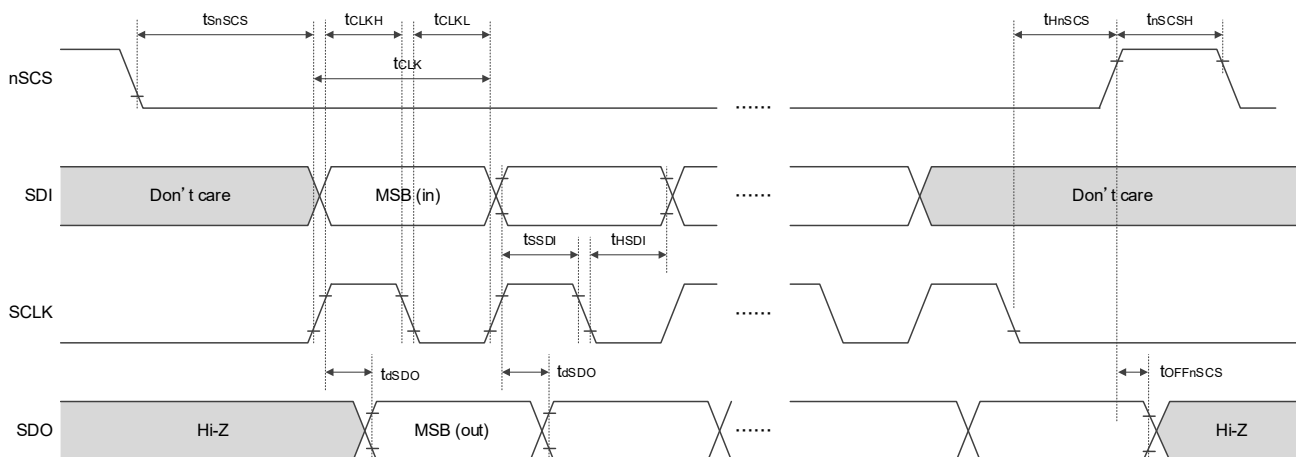 tSnSCS tCLKH tCLKL tHnSCS tnSCSH
tCLK
nSCS
......
SDI Don't care MSB (in) ...... Don't care
tSSDI tHSDI
SCLK ......
tdSDO tdSDO tOFFnSCS
SDO Hi-Z MSB (out) ...... Hi-Z